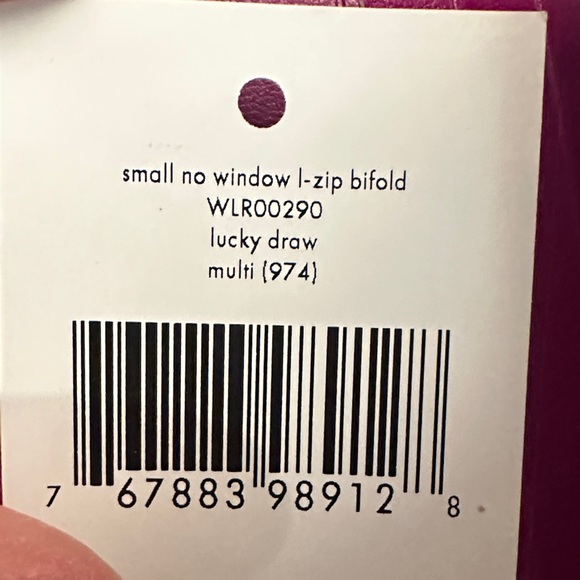 small no window l-zip bifold
WLR00290
lucky draw
multi (974)
7 67883 98912 8